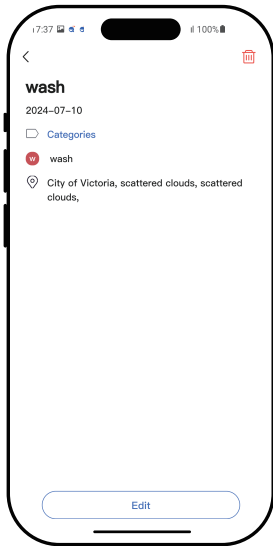 17:37
100%
wash
2024-07-10
Categories
w wash
City of Victoria, scattered clouds, scattered
clouds,
Edit